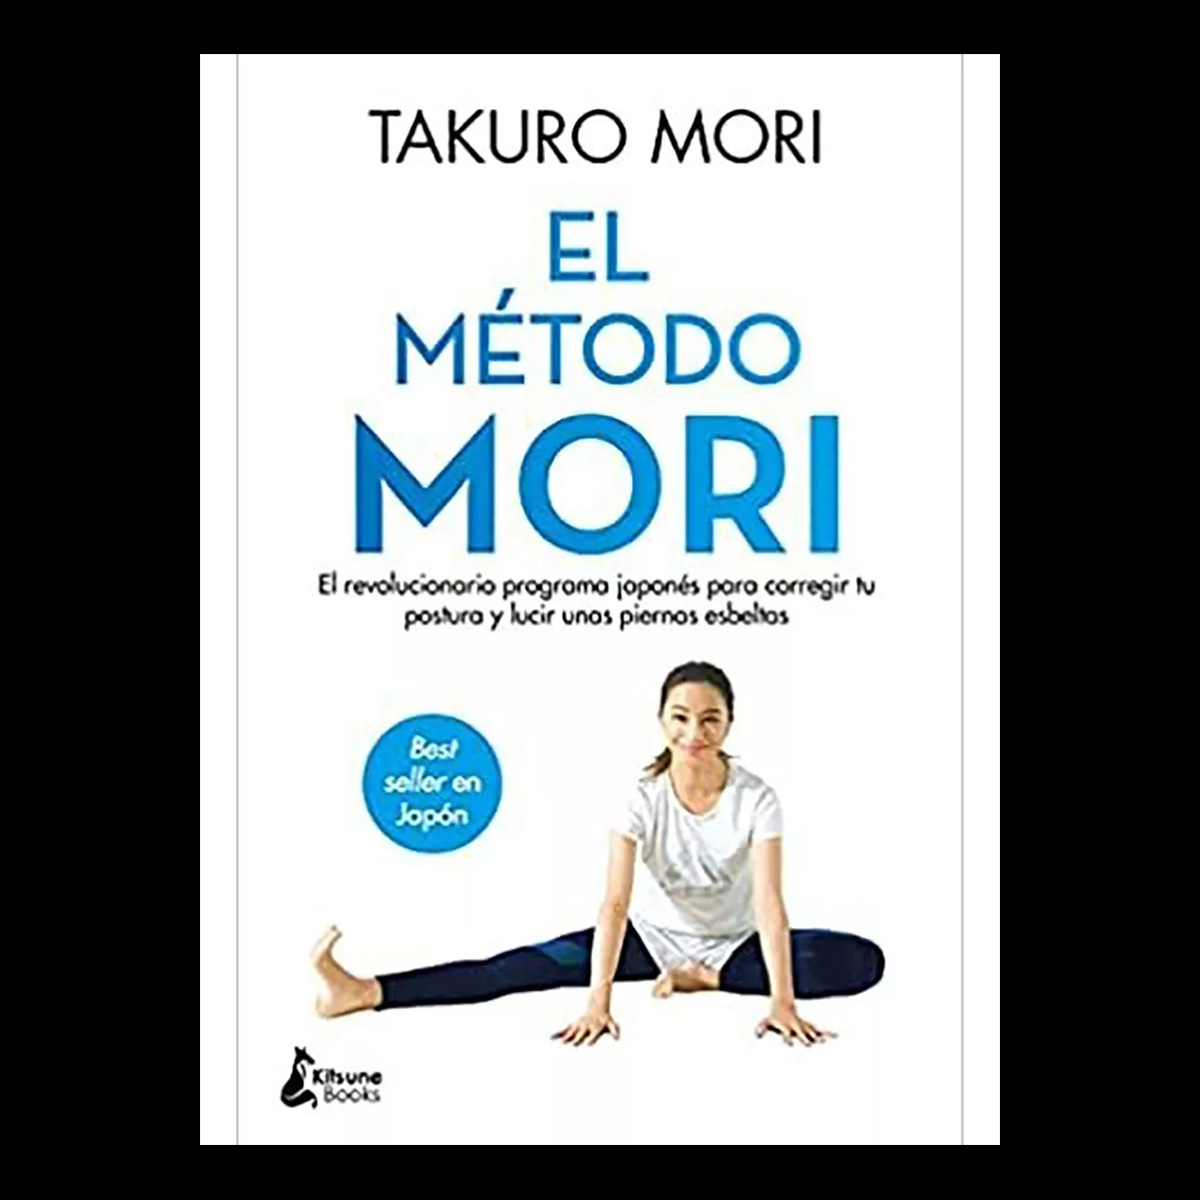 TAKURO MORI
EL
MÉTODO
MORI
El revolucionario programa japonés para corregir tu
postura y lucir unas piernas esbeltas
Best
seller en
Japón
Kitsune
Books